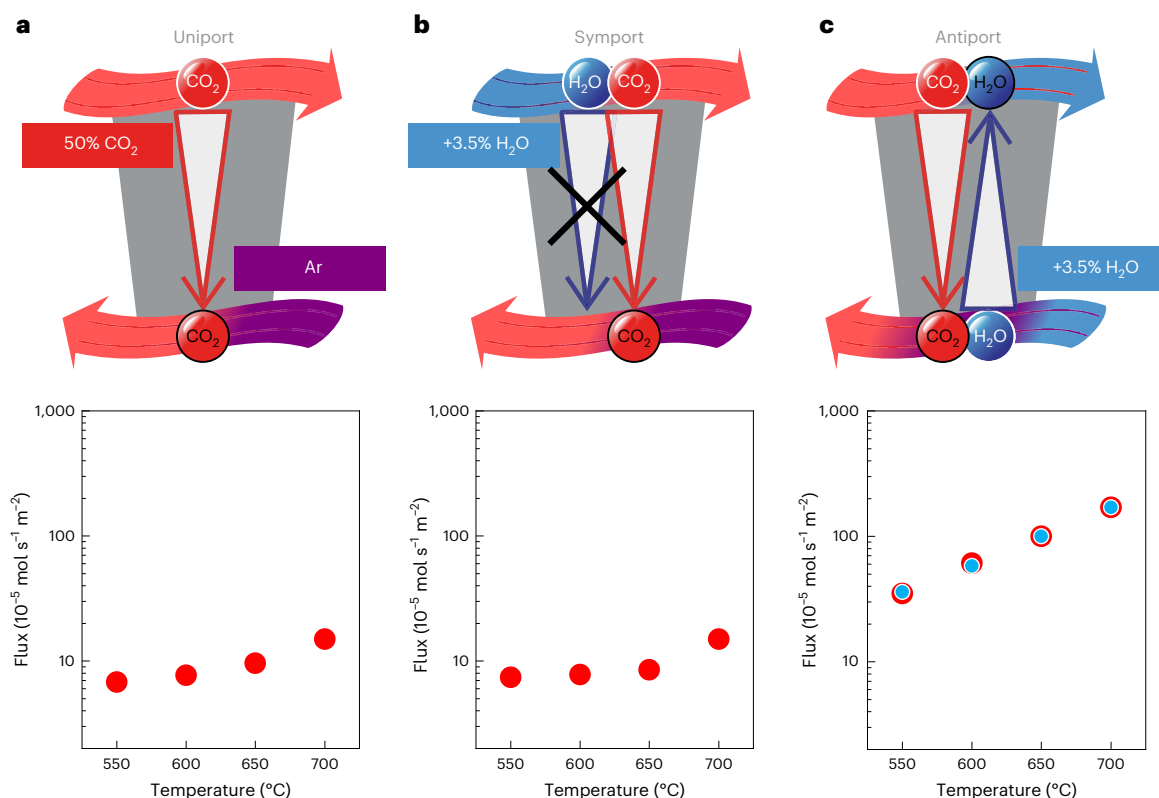 a
Uniport
CO₂
50% CO₂
Ar
CO₂
b
Symport
H₂O
CO₂
+3.5% H₂O
CO₂
c
Antiport
CO₂
H₂O
+3.5% H₂O
CO₂
H₂O
1,000
100
10
Flux (10⁻⁵ mol s⁻¹ m⁻²)
550 600 650 700
Temperature (°C)
1,000
100
10
Flux (10⁻⁵ mol s⁻¹ m⁻²)
550 600 650 700
Temperature (°C)
1,000
100
10
Flux (10⁻⁵ mol s⁻¹ m⁻²)
550 600 650 700
Temperature (°C)